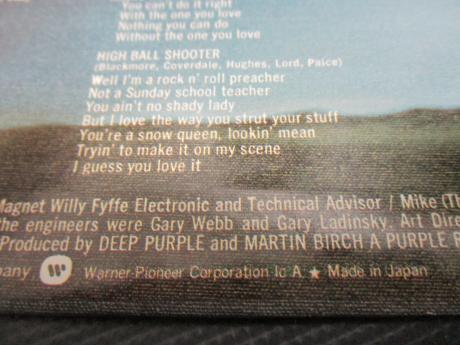 You can't do it right
With the one you love
Nothing you can do
Without the one you love
HIGH BALL SHOOTER
(Blackmore, Coverdale, Hughes, Lord, Paice)
Well I'm a rock n' roll preacher
Not a Sunday school teacher
You ain't no shady lady
But I love the way you strut your stuff
You're a snow queen, lookin' mean
Tryin' to make it on my scene
I guess you love it
Magnet Willy Fyffe Electronic and Technical Advisor / Mike (Th
the engineers were Gary Webb and Gary Ladinsky. Art Dire
Produced by DEEP PURPLE and MARTIN BIRCH A PURPLE P
pany Warner-Pioneer Corporation Ic A ★ Made in Japan